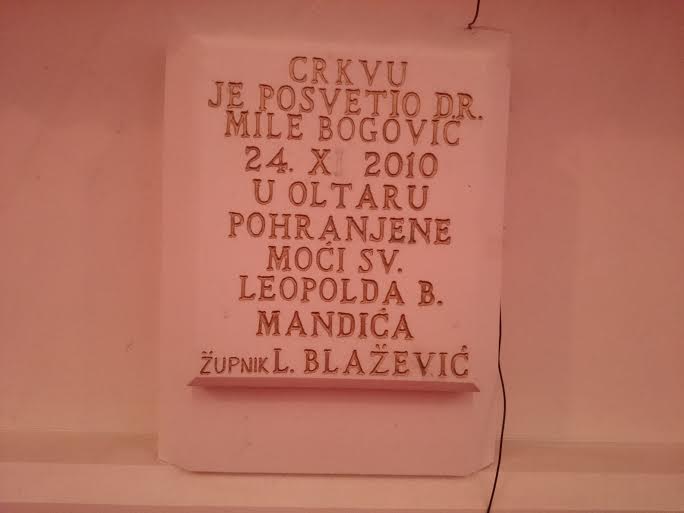 CRKVU
JE POSVETIO DR.
MILE BOGOVIĆ
24. X 2010
U OLTARU
POHRANJENE
MOĆI SV.
LEOPOLDA B.
MANDIĆA
ŽUPNIK L. BLAŽEVIĆ